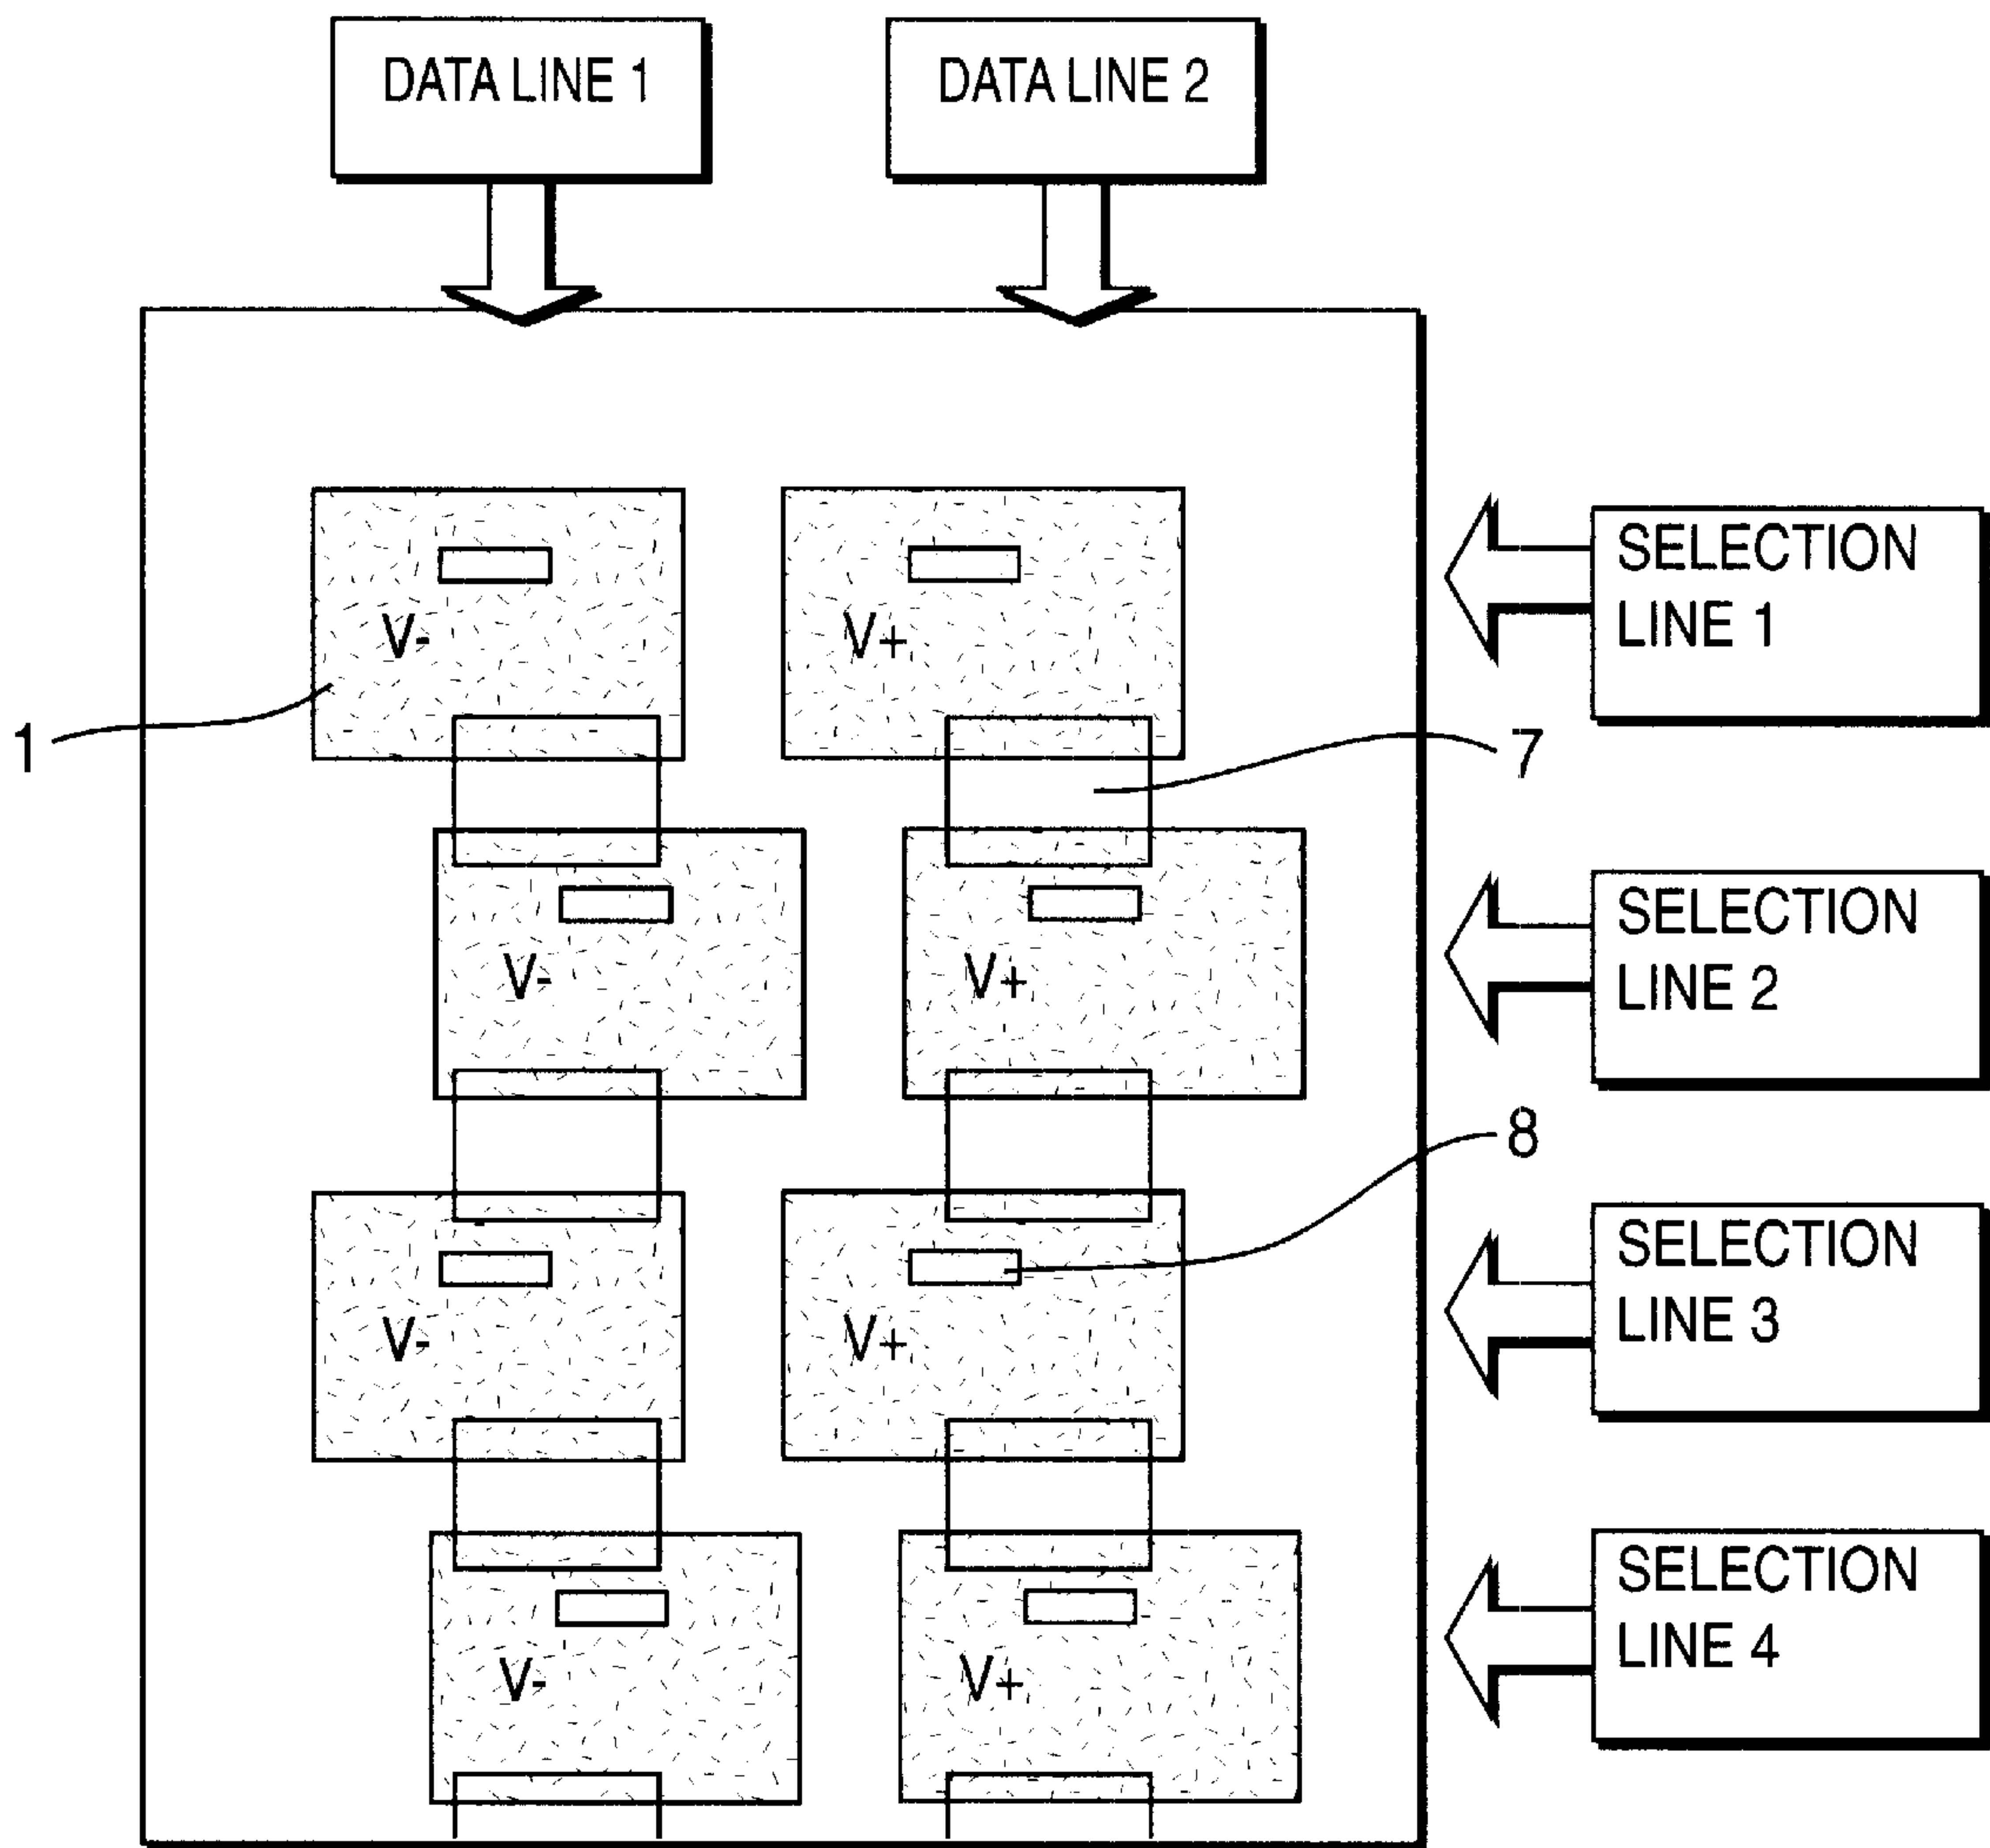 DATA LINE 1
DATA LINE 2
V-
V+
SELECTION
LINE 1
1
7
V-
V+
SELECTION
LINE 2
8
V-
V+
SELECTION
LINE 3
V-
V+
SELECTION
LINE 4